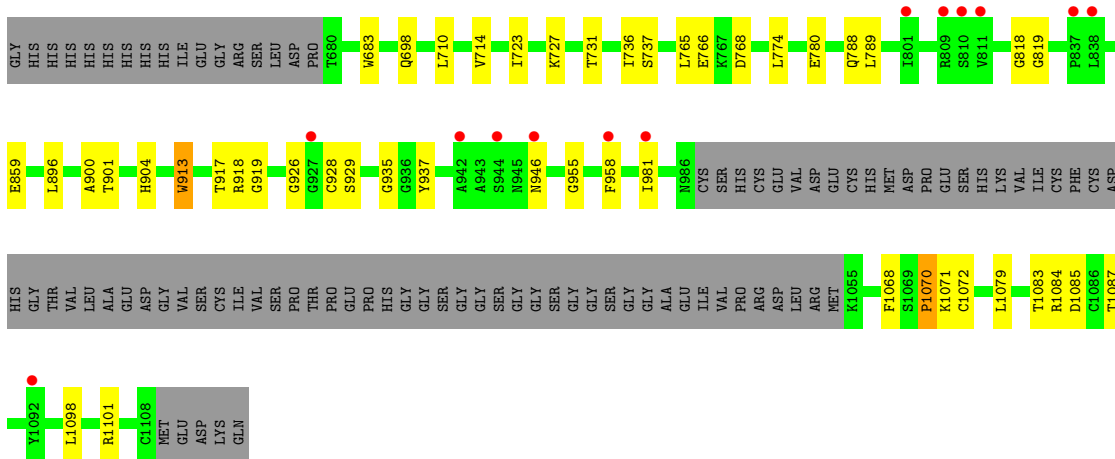 GLY HIS HIS HIS HIS HIS HIS HIS HIS ILE GLU GLY ARG SER LEU ASP PRO T680 W683 Q698 L710 V714 I723 K727 T731 I736 S737 L765 E766 K767 D768 L774 E780 Q788 L789 I801 R809 S810 V811 G818 G819 P837 L838
E859 L896 A900 T901 H904 W913 T917 R918 G919 G926 G927 C928 S929 G935 G936 Y937 A942 A943 S944 N945 N946 G955 F958 I981 N986 CYS SER HIS CYS GLU VAL ASP GLU CYS HIS MET ASP PRO GLU SER HIS LYS VAL ILE CYS PHE CYS ASP
HIS GLY THR VAL LEU ALA GLU ASP GLY VAL SER CYS ILE VAL SER PRO THR PRO GLU PRO HIS GLY GLY SER GLY GLY SER GLY GLY SER GLY GLY SER GLY GLY ALA GLU ILE VAL PRO ARG ASP LEU ARG MET K1055 F1068 S1069 P1070 K1071 C1072 L1079 T1083 R1084 D1085 C1086 T1087
Y1092 L1098 R1101 C1108 MET GLU ASP LYS GLN